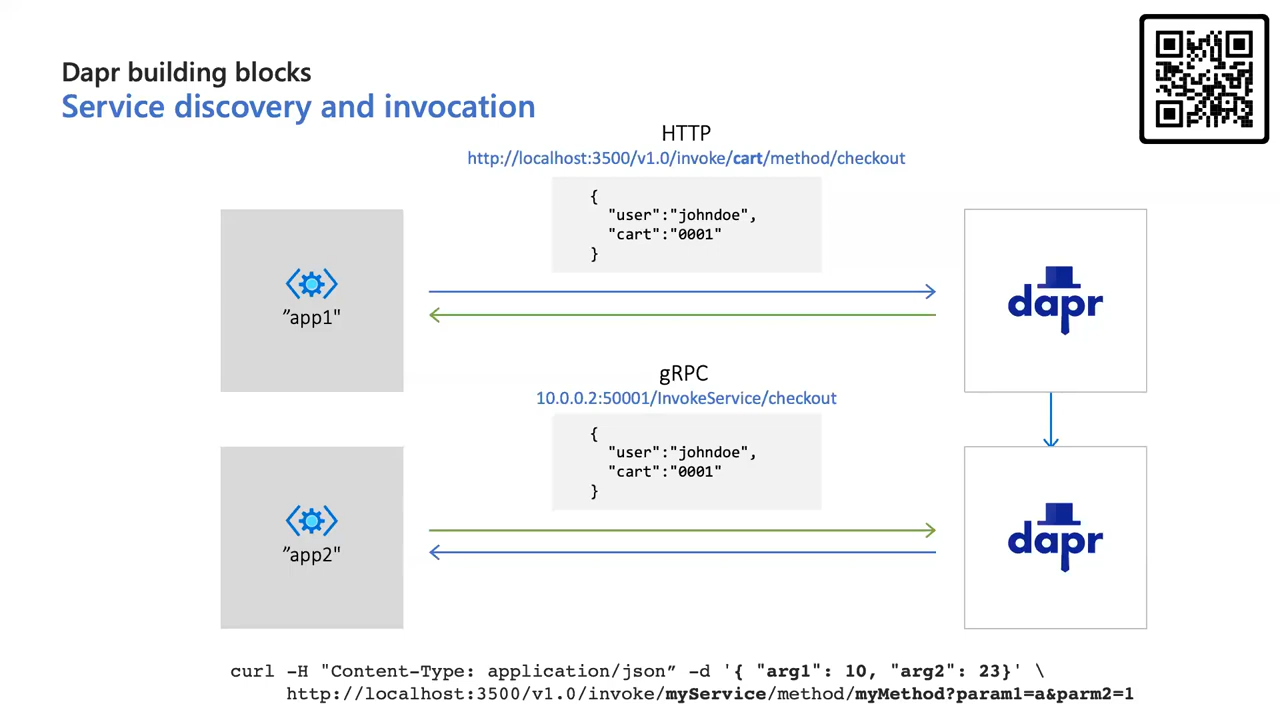 Dapr building blocks
Service discovery and invocation
HTTP
http://localhost:3500/v1.0/invoke/cart/method/checkout
{
"user":"johndoe",
"cart":"0001"
}
”app1"
dapr
gRPC
10.0.0.2:50001/InvokeService/checkout
{
"user":"johndoe",
"cart":"0001"
}
”app2"
dapr
curl -H "Content-Type: application/json” -d '{ "arg1": 10, "arg2": 23}' \
http://localhost:3500/v1.0/invoke/myService/method/myMethod?param1=a&parm2=1